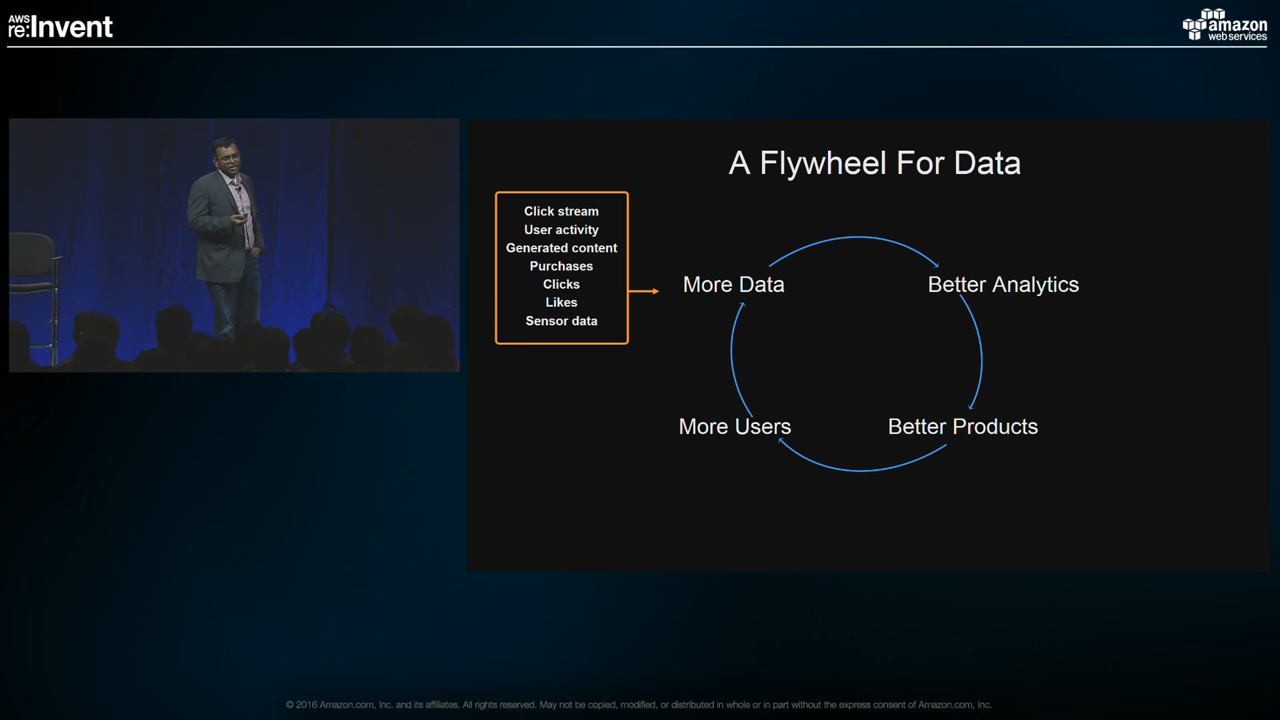 AWS
re:Invent
amazon
web services
A Flywheel For Data
Click stream
User activity
Generated content
Purchases
Clicks
Likes
Sensor data
More Data
Better Analytics
More Users
Better Products
© 2016 Amazon.com, Inc. and its affiliates. All rights reserved. May not be copied, modified, or distributed in whole or in part without the express consent of Amazon.com, Inc.